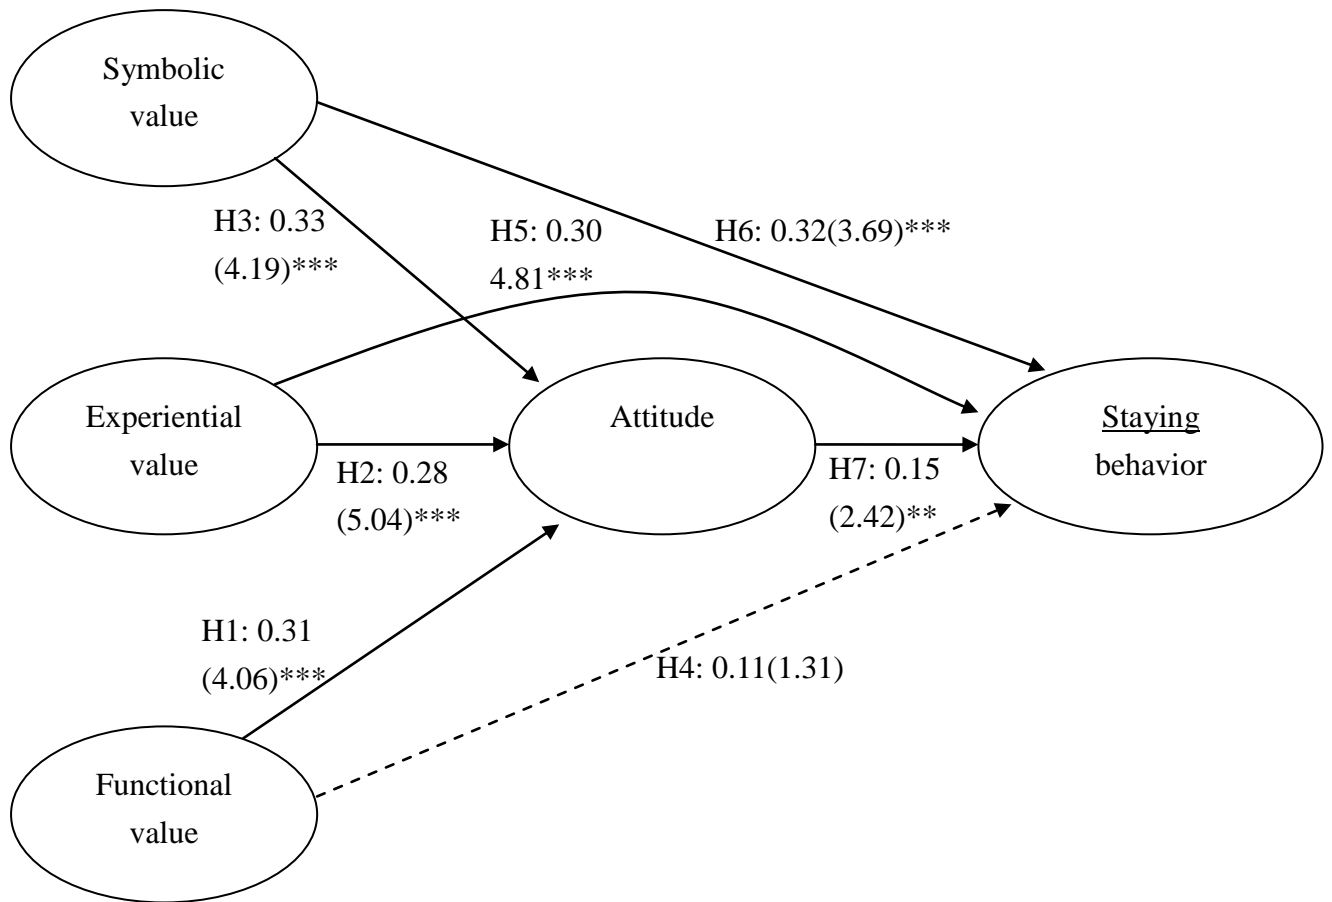 Symbolic
value
H3: 0.33
(4.19)***
H5: 0.30
4.81***
H6: 0.32(3.69)***
Experiential
value
Attitude
Staying
behavior
H2: 0.28
(5.04)***
H7: 0.15
(2.42)**
H1: 0.31
(4.06)***
H4: 0.11(1.31)
Functional
value